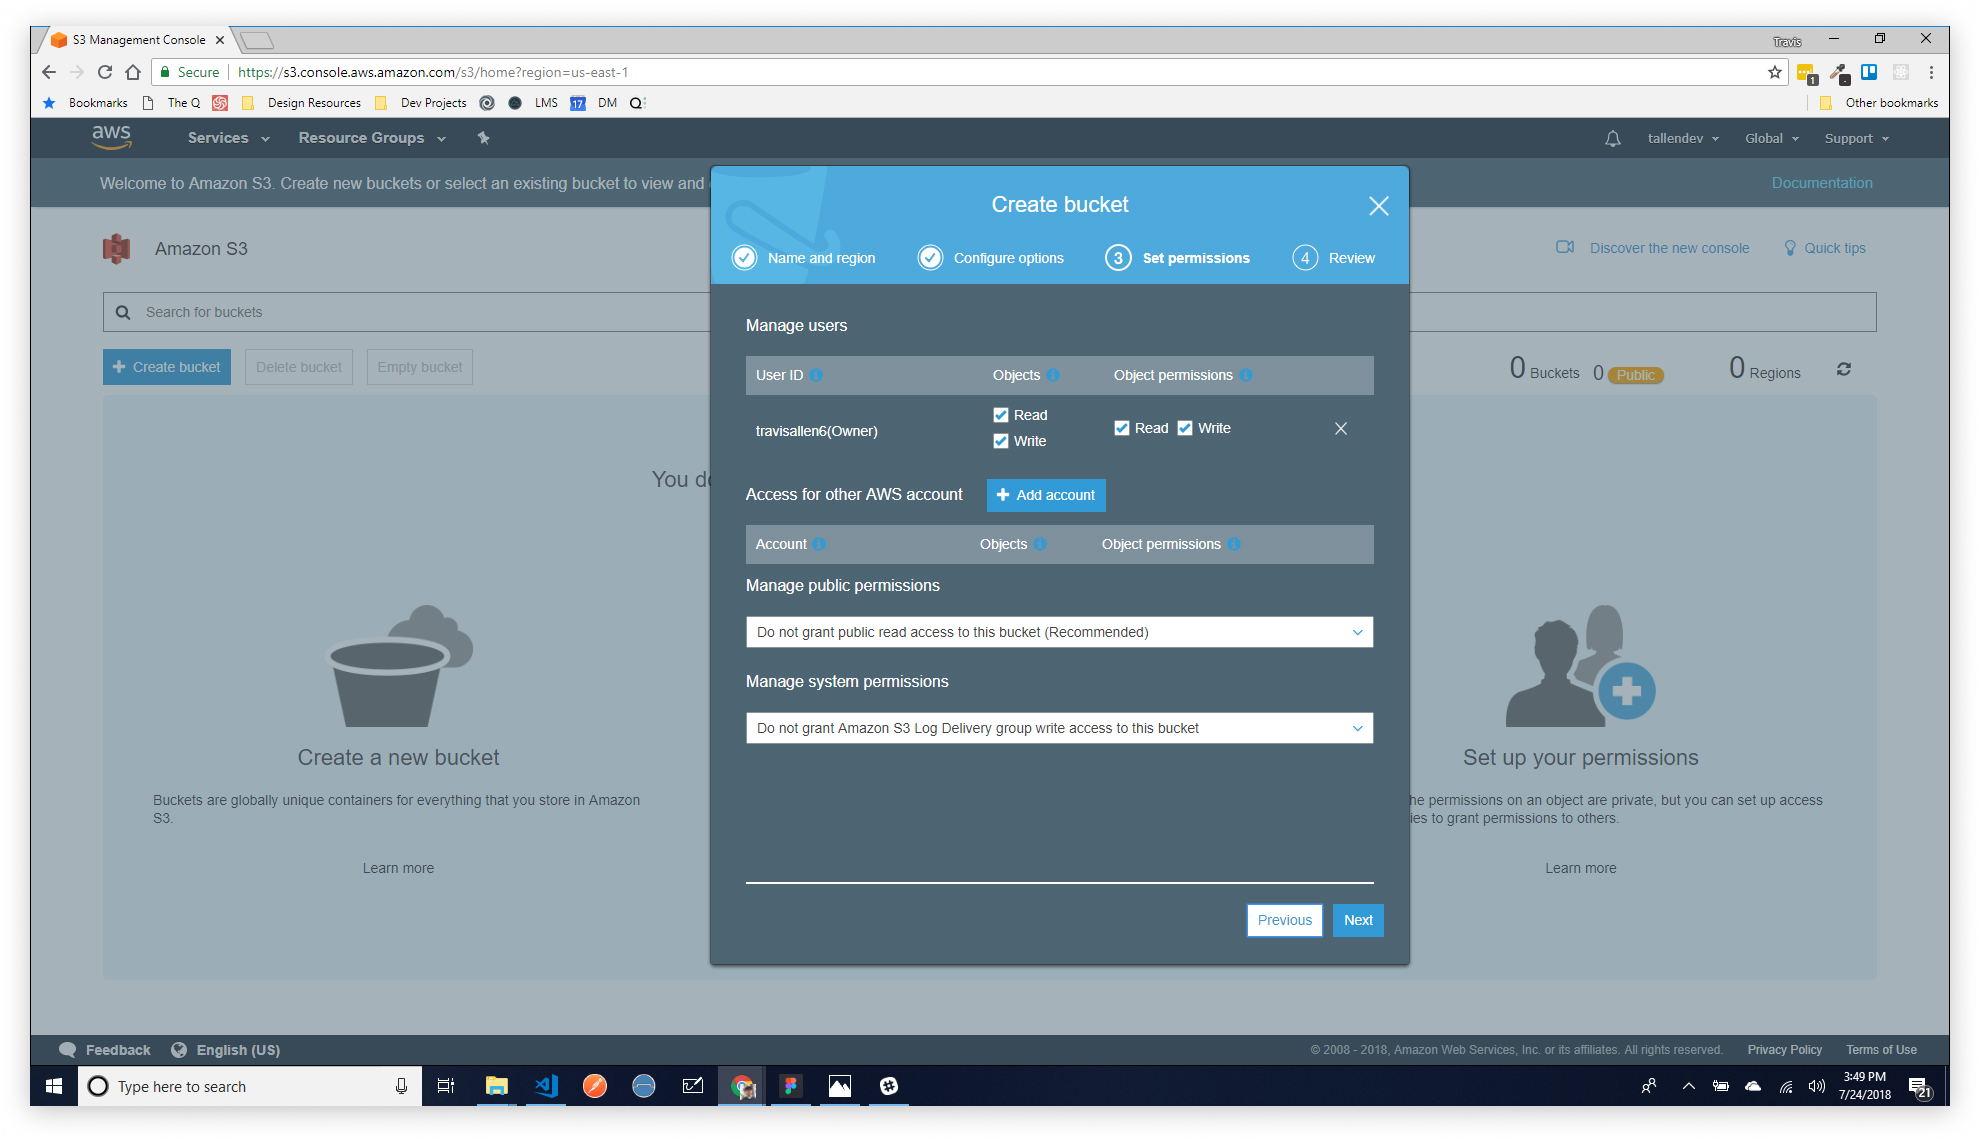 S3 Management Console
Travis
Secure https://s3.console.aws.amazon.com/s3/home?region=us-east-1
1
Bookmarks The Q Design Resources Dev Projects LMS 17 DM Q Other bookmarks
aws Services Resource Groups tallendev Global Support
Welcome to Amazon S3. Create new buckets or select an existing bucket to view and Documentation
Create bucket
Name and region Configure options 3 Set permissions 4 Review
Amazon S3 Discover the new console Quick tips
Search for buckets
Create bucket Delete bucket Empty bucket 0 Buckets 0 Public 0 Regions
Manage users
User ID Objects Object permissions
travisallen6(Owner) Read Write Read Write
Access for other AWS account Add account
Account Objects Object permissions
Manage public permissions
Do not grant public read access to this bucket (Recommended)
Manage system permissions
Do not grant Amazon S3 Log Delivery group write access to this bucket
Previous Next
You do
Create a new bucket
Buckets are globally unique containers for everything that you store in Amazon
S3.
Learn more
Set up your permissions
he permissions on an object are private, but you can set up access
ies to grant permissions to others.
Learn more
Feedback English (US) © 2008 - 2018, Amazon Web Services, Inc. or its affiliates. All rights reserved. Privacy Policy Terms of Use
Type here to search
3:49 PM
7/24/2018
21